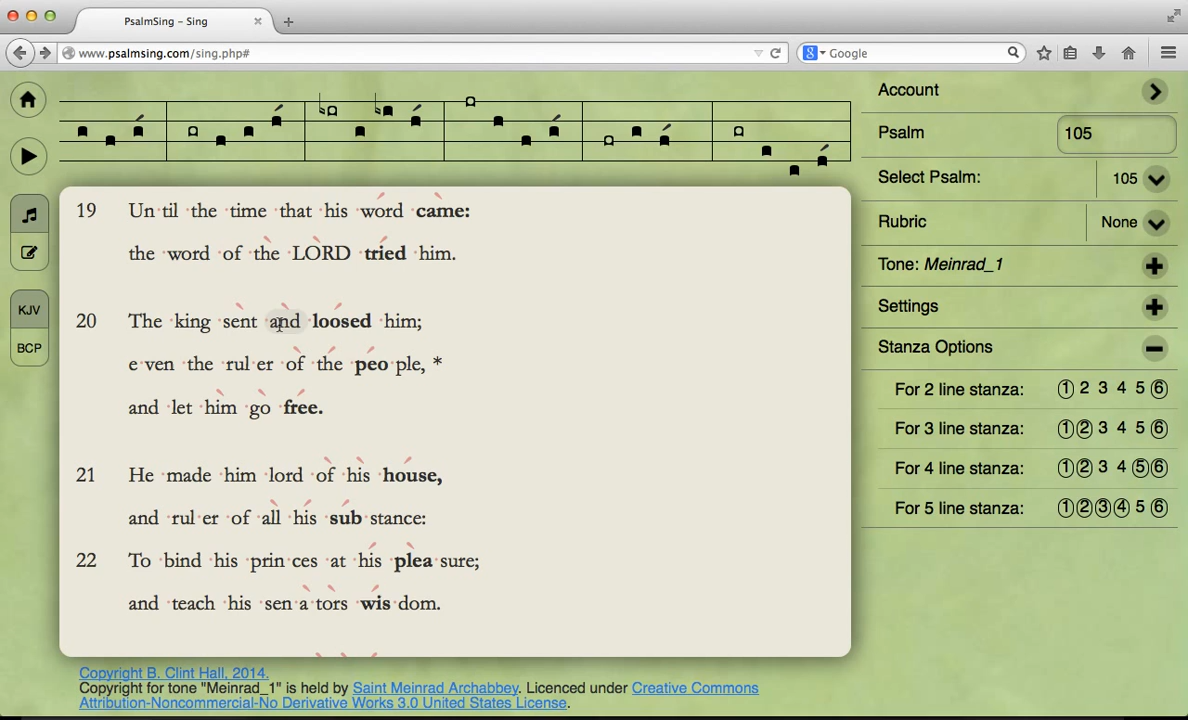 PsalmSing – Sing
www.psalmsing.com/sing.php#
Google
Account
Psalm 105
Select Psalm: 105
Rubric None
Tone: Meinrad_1
Settings
Stanza Options
For 2 line stanza: 1 2 3 4 5 6
For 3 line stanza: 1 2 3 4 5 6
For 4 line stanza: 1 2 3 4 5 6
For 5 line stanza: 1 2 3 4 5 6
KJV
BCP
19 Un·til ·the ·time ·that ·his ·word ·came:
the ·word ·of ·the ·LORD ·tried ·him.
20 The ·king ·sent ·and ·loosed ·him;
e·ven ·the ·rul·er ·of ·the ·peo·ple, *
and ·let ·him ·go ·free.
21 He ·made ·him ·lord ·of ·his ·house,
and ·rul·er ·of ·all ·his ·sub·stance:
22 To ·bind ·his ·prin·ces ·at ·his ·plea·sure;
and ·teach ·his ·sen·a·tors ·wis·dom.
Copyright B. Clint Hall, 2014.
Copyright for tone "Meinrad_1" is held by Saint Meinrad Archabbey. Licenced under Creative Commons
Attribution-Noncommercial-No Derivative Works 3.0 United States License.